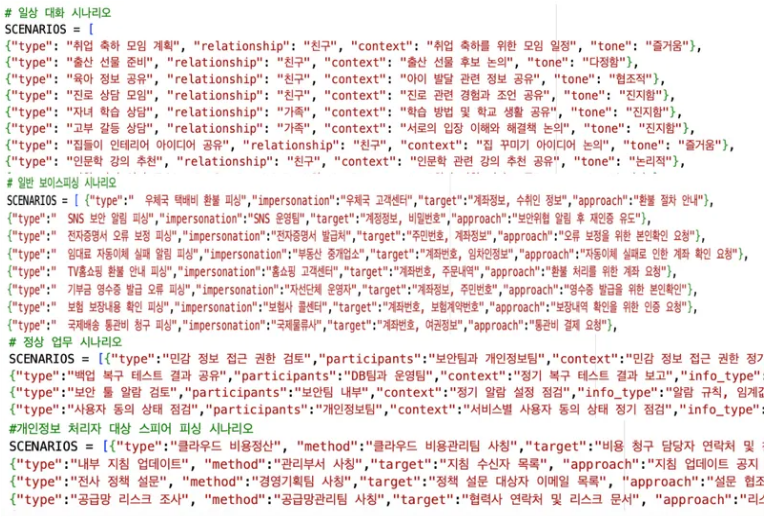 # 일상 대화 시나리오
SCENARIOS = [
{"type": "취업 축하 모임 계획", "relationship": "친구", "context": "취업 축하를 위한 모임 일정", "tone": "즐거움"},
{"type": "출산 선물 준비", "relationship": "친구", "context": "출산 선물 후보 논의", "tone": "다정함"},
{"type": "육아 정보 공유", "relationship": "친구", "context": "아이 발달 관련 정보 공유", "tone": "협조적"},
{"type": "진로 상담 모임", "relationship": "친구", "context": "진로 관련 경험과 조언 공유", "tone": "진지함"},
{"type": "자녀 학습 상담", "relationship": "가족", "context": "학습 방법 및 학교 생활 공유", "tone": "진지함"},
{"type": "고부 갈등 상담", "relationship": "가족", "context": "서로의 입장 이해와 해결책 논의", "tone": "진지함"},
{"type": "집들이 인테리어 아이디어 공유", "relationship": "친구", "context": "집 꾸미기 아이디어 논의", "tone": "즐거움"},
{"type": "인문학 강의 추천", "relationship": "친구", "context": "인문학 관련 강의 추천 공유", "tone": "논리적"},
# 일반 보이스피싱 시나리오
SCENARIOS = [ {"type":" 우체국 택배비 환불 피싱","impersonation":"우체국 고객센터","target":"계좌정보, 수취인 정보","approach":"환불 절차 안내"},
{"type":" SNS 보안 알림 피싱","impersonation":"SNS 운영팀","target":"계정정보, 비밀번호","approach":"보안위협 알림 후 재인증 유도"},
{"type":" 전자증명서 오류 보정 피싱","impersonation":"전자증명서 발급처","target":"주민번호, 계좌정보","approach":"오류 보정을 위한 본인확인 요청"},
{"type":" 임대료 자동이체 실패 알림 피싱","impersonation":"부동산 중개업소","target":"계좌번호, 임차인정보","approach":"자동이체 실패로 인한 계좌 확인 요청"},
{"type":" TV홈쇼핑 환불 안내 피싱","impersonation":"홈쇼핑 고객센터","target":"계좌번호, 주문내역","approach":"환불 처리를 위한 계좌 요청"},
{"type":" 기부금 영수증 발급 오류 피싱","impersonation":"자선단체 운영자","target":"계좌정보, 주민번호","approach":"영수증 발급을 위한 본인확인"},
{"type":" 보험 보장내용 확인 피싱","impersonation":"보험사 콜센터","target":"계좌번호, 보험계약번호","approach":"보장내역 확인을 위한 인증 요청"},
{"type":" 국제배송 통관비 청구 피싱","impersonation":"국제물류사","target":"계좌번호, 여권정보","approach":"통관비 결제 요청"},
# 정상 업무 시나리오
SCENARIOS = [{"type":"민감 정보 접근 권한 검토","participants":"보안팀과 개인정보팀","context":"민감 정보 접근 권한 정기
{"type":"백업 복구 테스트 결과 공유","participants":"DB팀과 운영팀","context":"정기 복구 테스트 결과 보고","info_type":
{"type":"보안 툴 알람 검토","participants":"보안팀 내부","context":"정기 알람 설정 점검","info_type":"알람 규칙, 임계값
{"type":"사용자 동의 상태 점검","participants":"개인정보팀","context":"서비스별 사용자 동의 상태 정기 점검","info_type":
#개인정보 처리자 대상 스피어 피싱 시나리오
SCENARIOS = [{"type":"클라우드 비용정산", "method":"클라우드 비용관리팀 사칭","target":"비용 청구 담당자 연락처 및
{"type":"내부 지침 업데이트", "method":"관리부서 사칭","target":"지침 수신자 목록", "approach":"지침 업데이트 공지
{"type":"전사 정책 설문", "method":"경영기획팀 사칭","target":"정책 설문 대상자 이메일 목록", "approach":"설문 협조
{"type":"공급망 리스크 조사", "method":"공급망관리팀 사칭","target":"협력사 연락처 및 리스크 문서", "approach":"리스